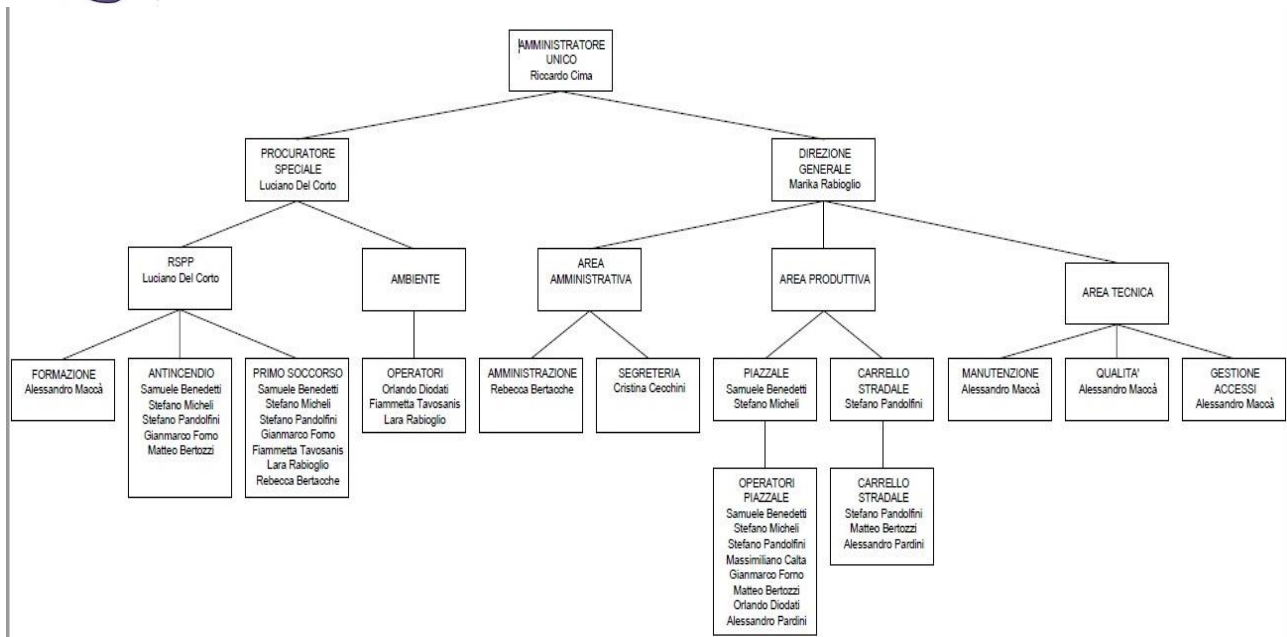 AMMINISTRATORE
UNICO
Riccardo Cima
PROCURATORE
SPECIALE
Luciano Del Corto
DIREZIONE
GENERALE
Marika Rabioglio
RSPP
Luciano Del Corto
AMBIENTE
AREA
AMMINISTRATIVA
AREA PRODUTTIVA
AREA TECNICA
FORMAZIONE
Alessandro Maccà
ANTINCENDIO
Samuele Benedetti
Stefano Micheli
Stefano Pandolfini
Gianmarco Forno
Matteo Bertozzi
PRIMO SOCCORSO
Samuele Benedetti
Stefano Micheli
Stefano Pandolfini
Gianmarco Forno
Fiammetta Tavosanis
Lara Rabioglio
Rebecca Bertacche
OPERATORI
Orlando Diodati
Fiammetta Tavosanis
Lara Rabioglio
AMMINISTRAZIONE
Rebecca Bertacche
SEGRETERIA
Cristina Cecchini
PIAZZALE
Samuele Benedetti
Stefano Micheli
CARRELLO
STRADALE
Stefano Pandolfini
MANUTENZIONE
Alessandro Maccà
QUALITA'
Alessandro Maccà
GESTIONE
ACCESSI
Alessandro Maccà
OPERATORI
PIAZZALE
Samuele Benedetti
Stefano Micheli
Stefano Pandolfini
Massimiliano Calta
Gianmarco Forno
Matteo Bertozzi
Orlando Diodati
Alessandro Pardini
CARRELLO
STRADALE
Stefano Pandolfini
Matteo Bertozzi
Alessandro Pardini